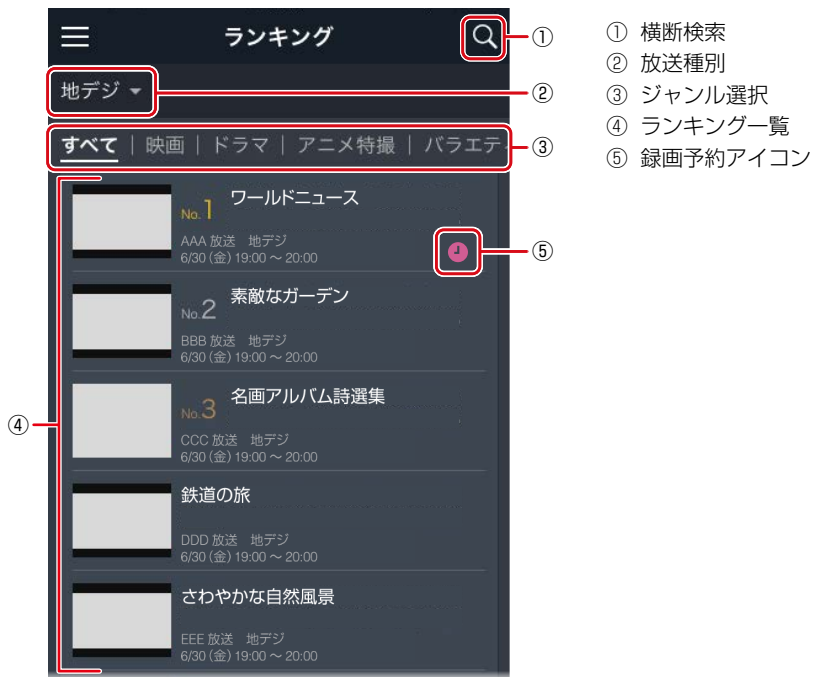 ランキング
①
地デジ
②
すべて | 映画 | ドラマ | アニメ特撮 | バラエテ
③
④
No.1 ワールドニュース
AAA 放送 地デジ
6/30 (金) 19:00 ~ 20:00
⑤
No.2 素敵なガーデン
BBB 放送 地デジ
6/30 (金) 19:00 ~ 20:00
No.3 名画アルバム詩選集
CCC 放送 地デジ
6/30 (金) 19:00 ~ 20:00
鉄道の旅
DDD 放送 地デジ
6/30 (金) 19:00 ~ 20:00
さわやかな自然風景
EEE 放送 地デジ
6/30 (金) 19:00 ~ 20:00
① 横断検索
② 放送種別
③ ジャンル選択
④ ランキング一覧
⑤ 録画予約アイコン